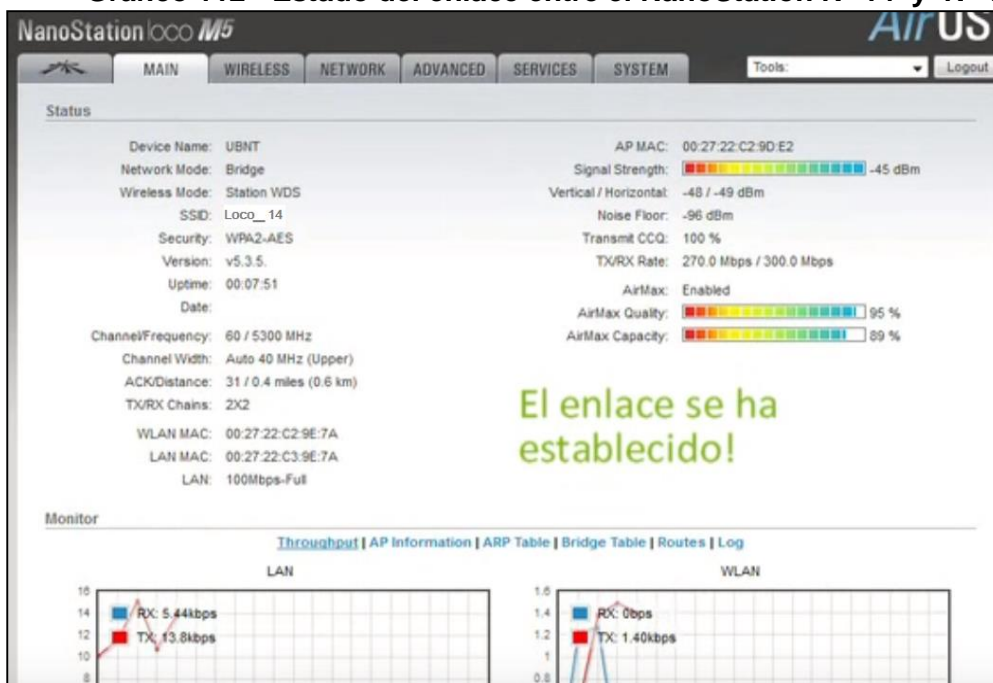 NanoStation loco M5
MAIN WIRELESS NETWORK ADVANCED SERVICES SYSTEM Tools: Logout
Status
Device Name: UBNT
Network Mode: Bridge
Wireless Mode: Station WDS
SSID: Loco_ 14
Security: WPA2-AES
Version: v5.3.5.
Uptime: 00:07:51
Date:
Channel/Frequency: 60 / 5300 MHz
Channel Width: Auto 40 MHz (Upper)
ACK/Distance: 31 / 0.4 miles (0.6 km)
TX/RX Chains: 2X2
WLAN MAC: 00:27:22:C2:9E:7A
LAN MAC: 00:27:22:C3:9E:7A
LAN: 100Mbps-Full
AP MAC: 00:27:22:C2:9D:E2
Signal Strength: -45 dBm
Vertical / Horizontal: -48 / -49 dBm
Noise Floor: -96 dBm
Transmit CCQ: 100 %
TX/RX Rate: 270.0 Mbps / 300.0 Mbps
AirMax: Enabled
AirMax Quality: 95 %
AirMax Capacity: 89 %
El enlace se ha
establecido!
Monitor
Throughput | AP Information | ARP Table | Bridge Table | Routes | Log
LAN
16
14
12
10
8
RX: 5.44kbps
TX: 13.8kbps
WLAN
1.6
1.4
1.2
1
0.8
RX: 0bps
TX: 1.40kbps